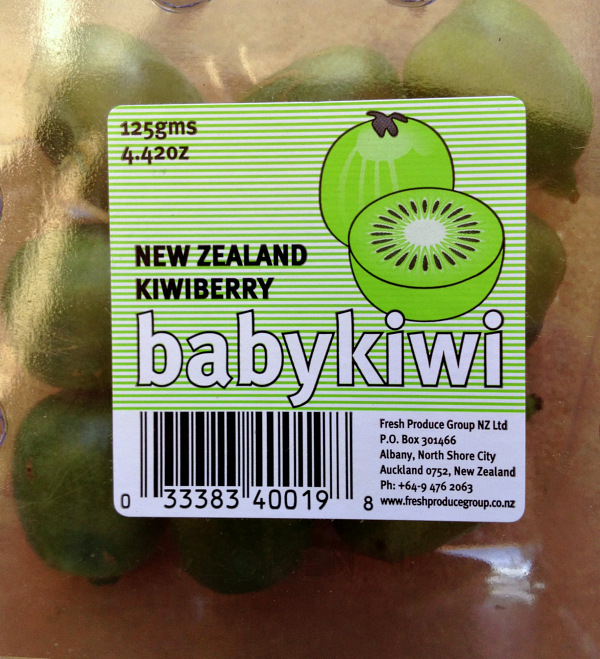 125gms
4.42oz
NEW ZEALAND
KIWIBERRY
babykiwi
Fresh Produce Group NZ Ltd
P.O. Box 301466
Albany, North Shore City
Auckland 0752, New Zealand
Ph: +64-9 476 2063
www.freshproducegroup.co.nz
0 33383 40019 8